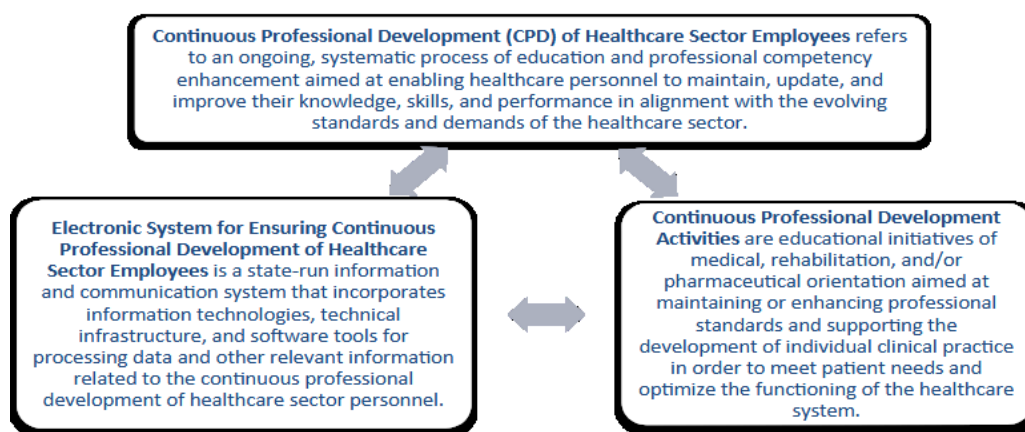 Continuous Professional Development (CPD) of Healthcare Sector Employees refers
to an ongoing, systematic process of education and professional competency
enhancement aimed at enabling healthcare personnel to maintain, update, and
improve their knowledge, skills, and performance in alignment with the evolving
standards and demands of the healthcare sector.
Electronic System for Ensuring Continuous
Professional Development of Healthcare
Sector Employees is a state-run information
and communication system that incorporates
information technologies, technical
infrastructure, and software tools for
processing data and other relevant information
related to the continuous professional
development of healthcare sector personnel.
Continuous Professional Development
Activities are educational initiatives of
medical, rehabilitation, and/or
pharmaceutical orientation aimed at
maintaining or enhancing professional
standards and supporting the
development of individual clinical practice
in order to meet patient needs and
optimize the functioning of the healthcare
system.